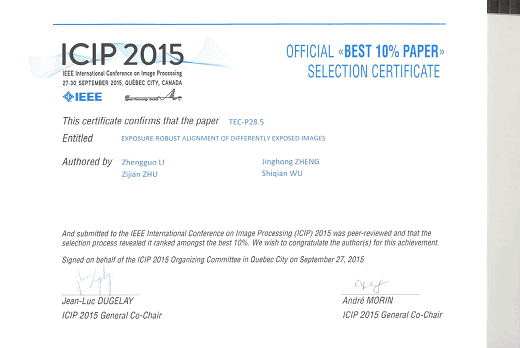 ICIP 2015
IEEE International Conference on Image Processing
27-30 SEPTEMBER 2015, QUÉBEC CITY, CANADA
IEEE
OFFICIAL «BEST 10% PAPER»
SELECTION CERTIFICATE
This certificate confirms that the paper TEC-P28.5
Entitled EXPOSURE-ROBUST ALIGNMENT OF DIFFERENTLY EXPOSED IMAGES
Authored by Zhengguo LI Jinghong ZHENG
Zijian ZHU Shiqian WU
And submitted to the IEEE International Conference on Image Processing (ICIP) 2015 was peer-reviewed and that the
selection process revealed it ranked amongst the best 10%. We wish to congratulate the author(s) for this achievement.
Signed on behalf of the ICIP 2015 Organizing Committee in Quebec City on September 27, 2015
Jean-Luc DUGELAY André MORIN
ICIP 2015 General Co-Chair ICIP 2015 General Co-Chair